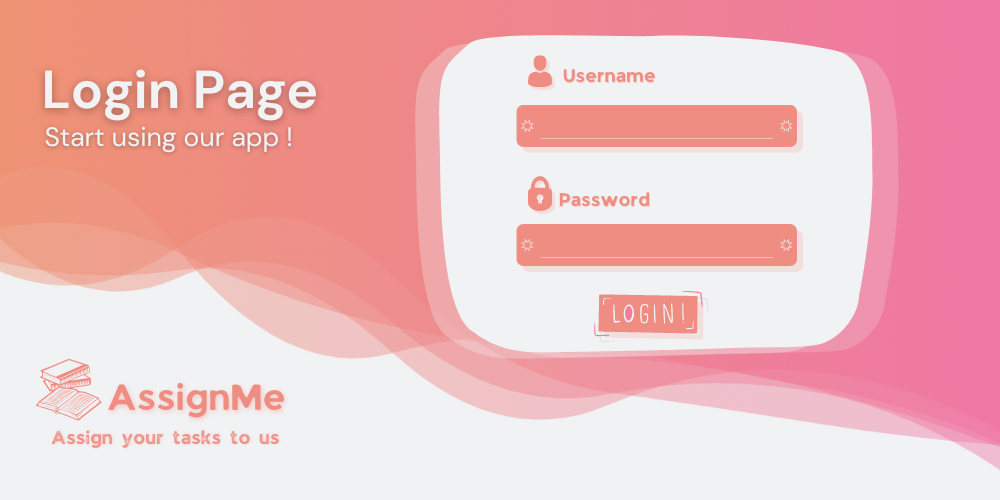 Login Page
Start using our app !
Username
Password
LOGIN!
AssignMe
Assign your tasks to us